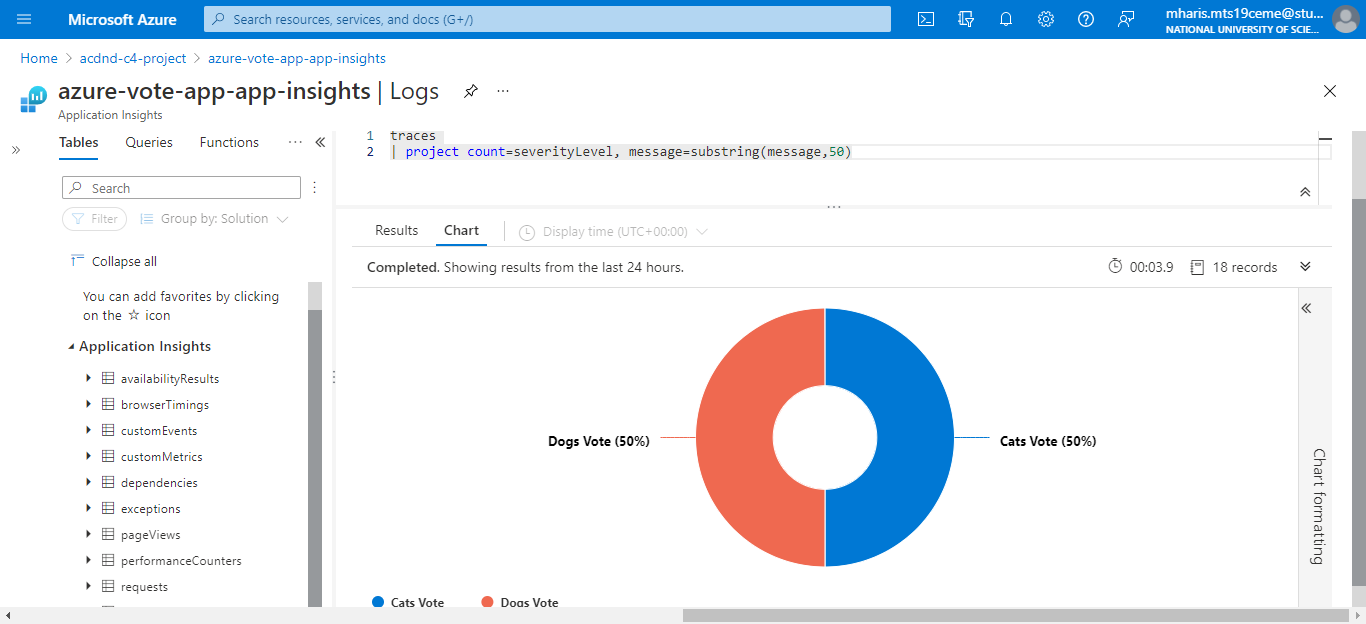 Microsoft Azure
Search resources, services, and docs (G+/)
mharis.mts19ceme@stu...
NATIONAL UNIVERSITY OF SCIE...
Home > acdnd-c4-project > azure-vote-app-app-insights
azure-vote-app-app-insights | Logs
Application Insights
Tables Queries Functions
Search
Filter Group by: Solution
Collapse all
You can add favorites by clicking
on the ☆ icon
Application Insights
availabilityResults
browserTimings
customEvents
customMetrics
dependencies
exceptions
pageViews
performanceCounters
requests
1 traces
2 | project count=severityLevel, message=substring(message,50)
Results Chart Display time (UTC+00:00)
Completed. Showing results from the last 24 hours. 00:03.9 18 records
Dogs Vote (50%) Cats Vote (50%)
Cats Vote Dogs Vote
Chart formatting